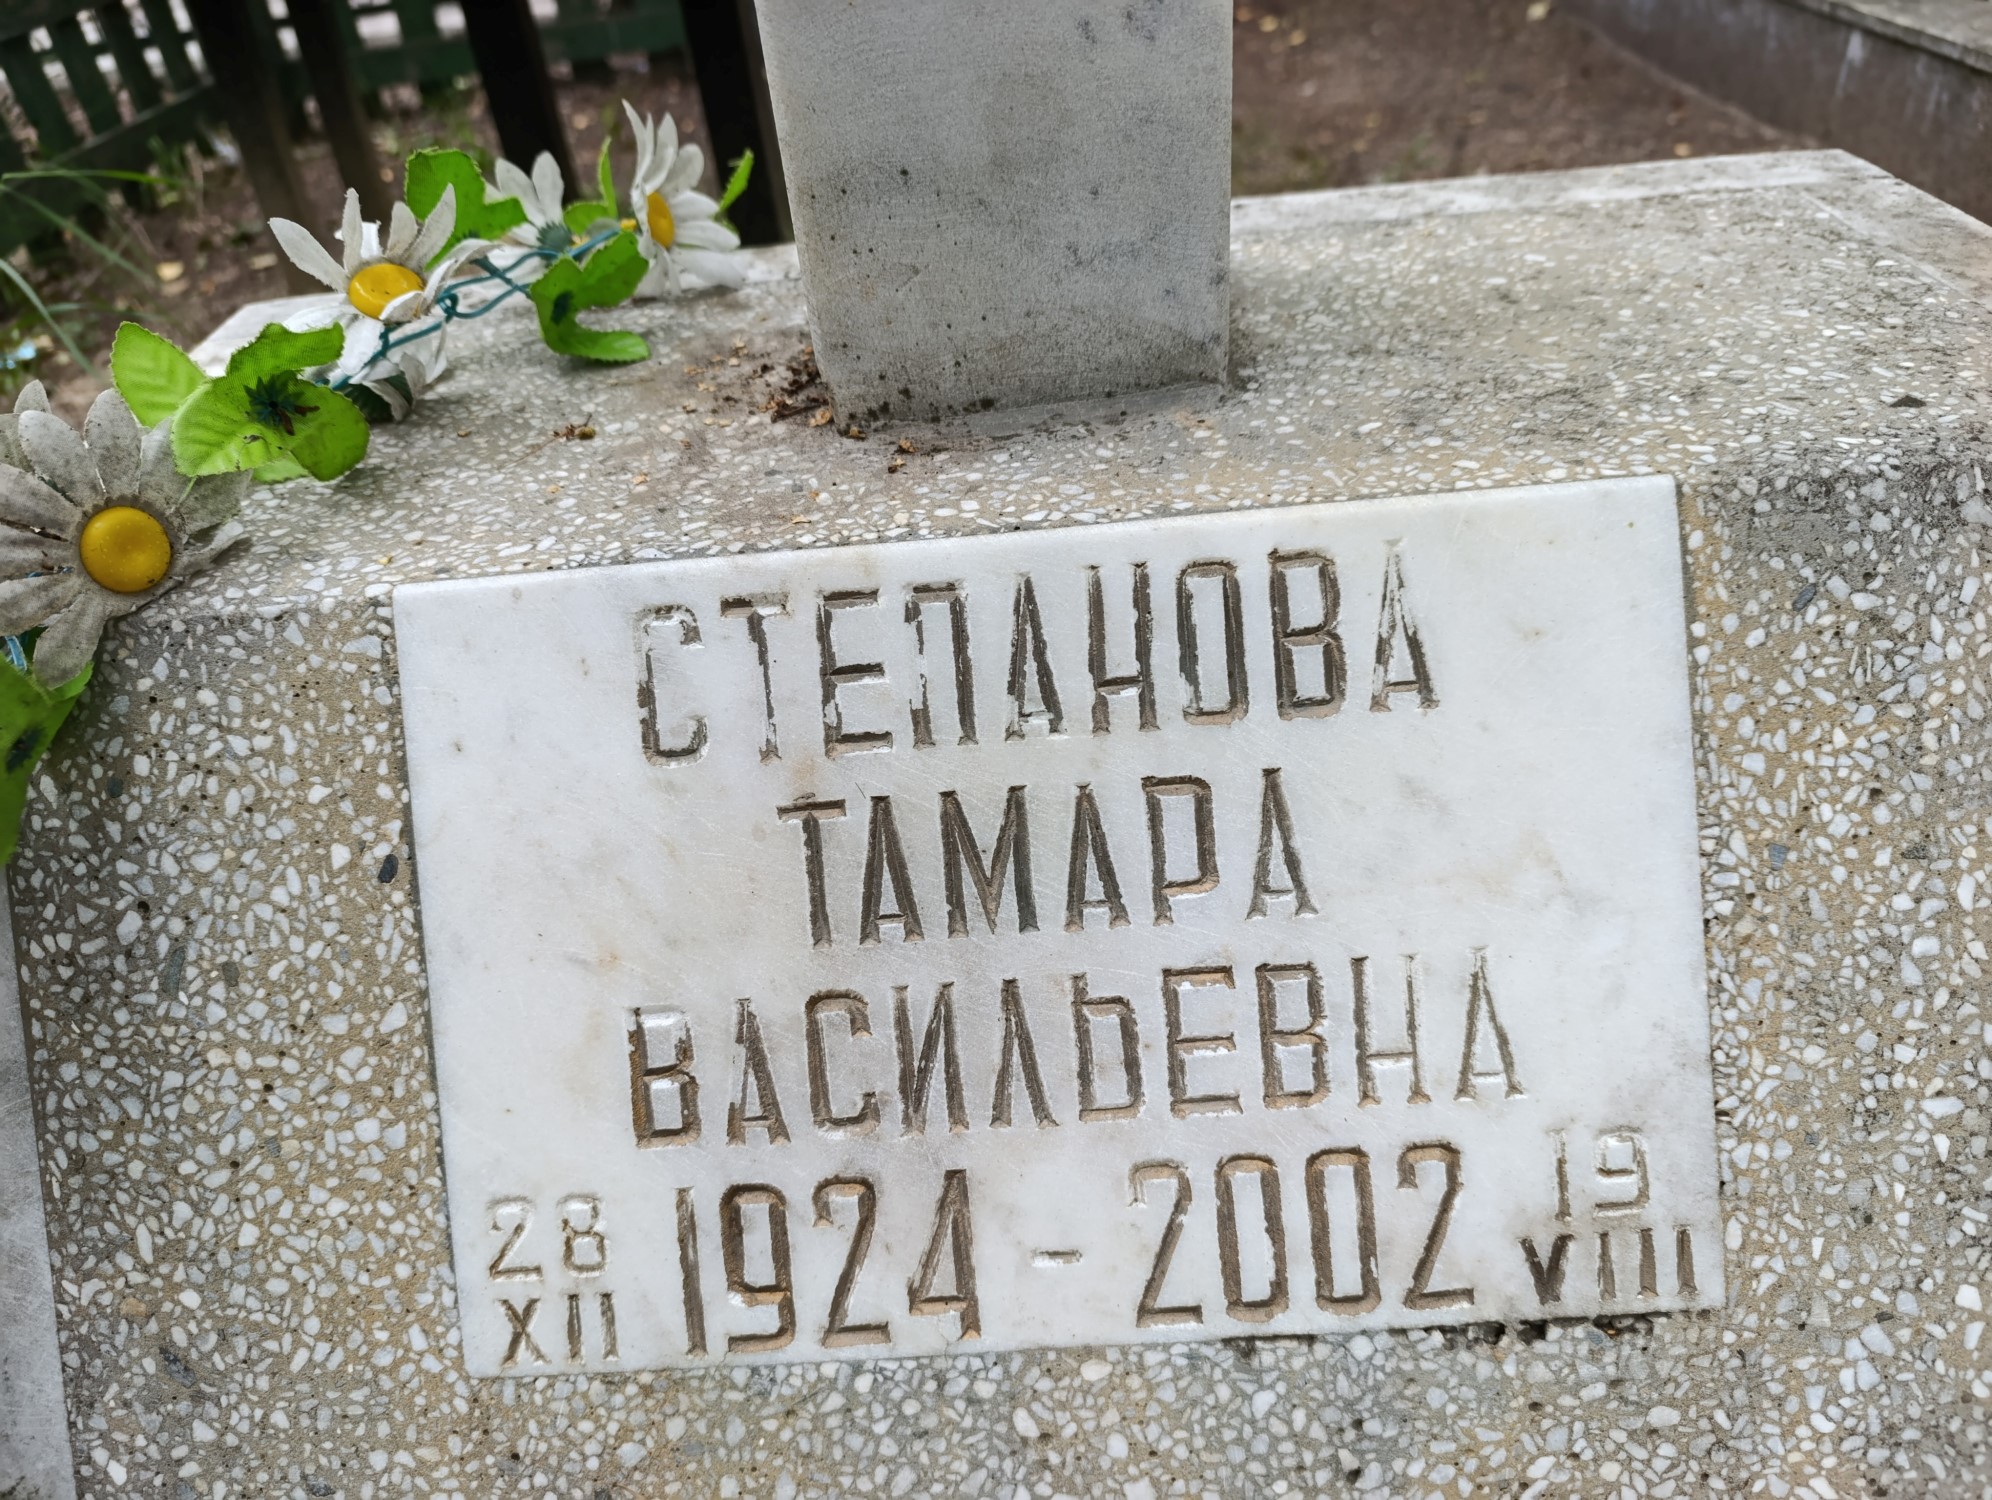 СТЕПАНОВА
ТАМАРА
ВАСИЛЬЕВНА
28 XII 1924 - 2002 19 VIII